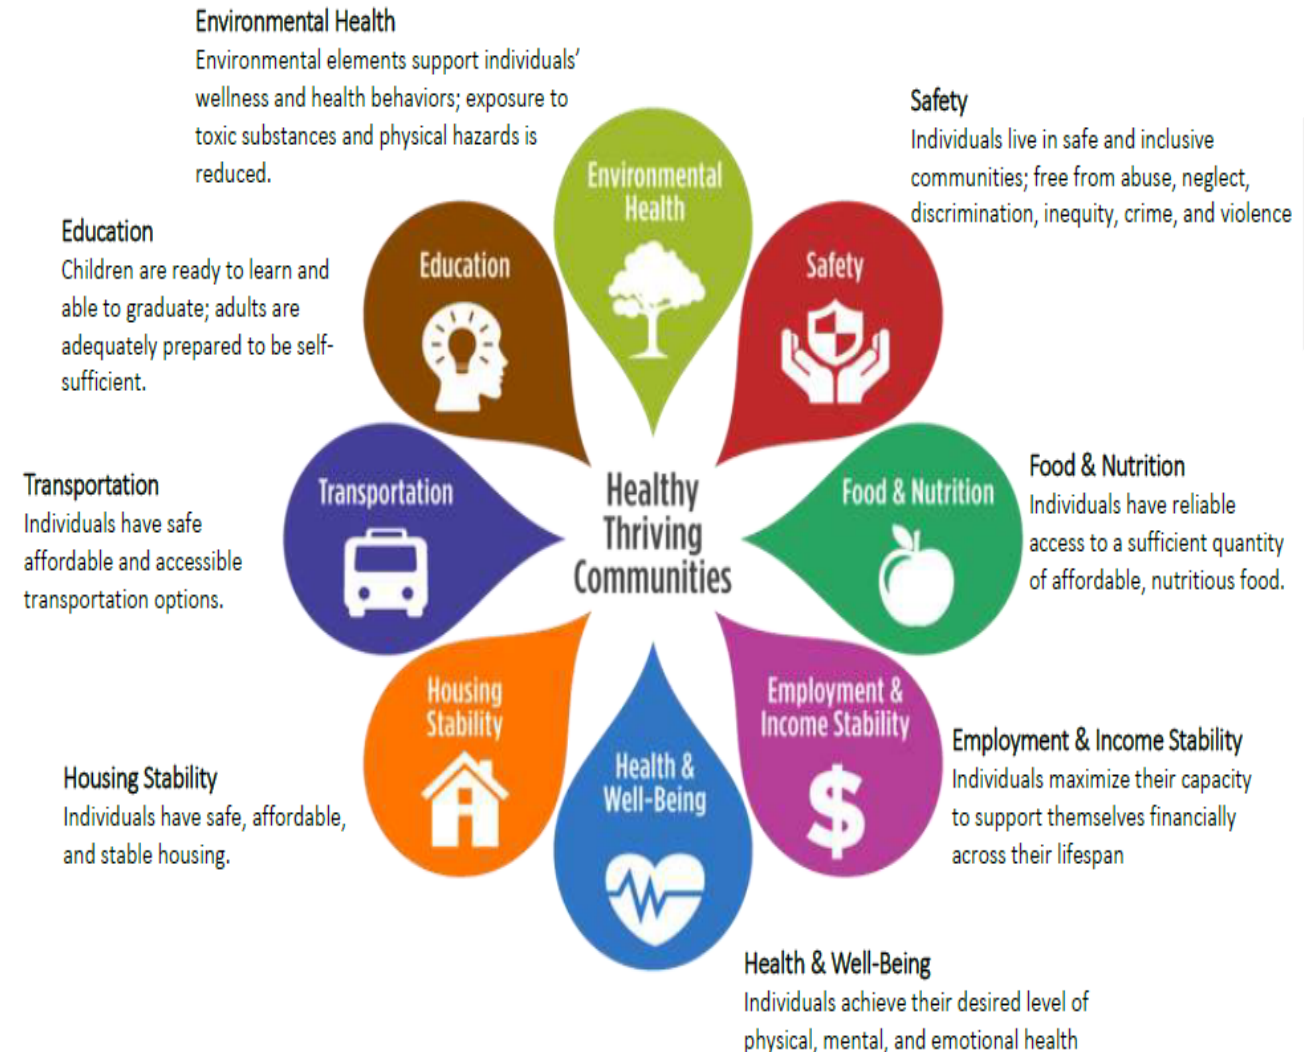 Environmental Health
Environmental elements support individuals’
wellness and health behaviors; exposure to
toxic substances and physical hazards is
reduced.
Safety
Individuals live in safe and inclusive
communities; free from abuse, neglect,
discrimination, inequity, crime, and violence
Education
Children are ready to learn and
able to graduate; adults are
adequately prepared to be self-
sufficient.
Environmental
Health
Education
Safety
Transportation
Individuals have safe
affordable and accessible
transportation options.
Transportation
Healthy
Thriving
Communities
Food & Nutrition
Food & Nutrition
Individuals have reliable
access to a sufficient quantity
of affordable, nutritious food.
Housing
Stability
Health &
Well-Being
Employment &
Income Stability
Housing Stability
Individuals have safe, affordable,
and stable housing.
Employment & Income Stability
Individuals maximize their capacity
to support themselves financially
across their lifespan
Health & Well-Being
Individuals achieve their desired level of
physical, mental, and emotional health